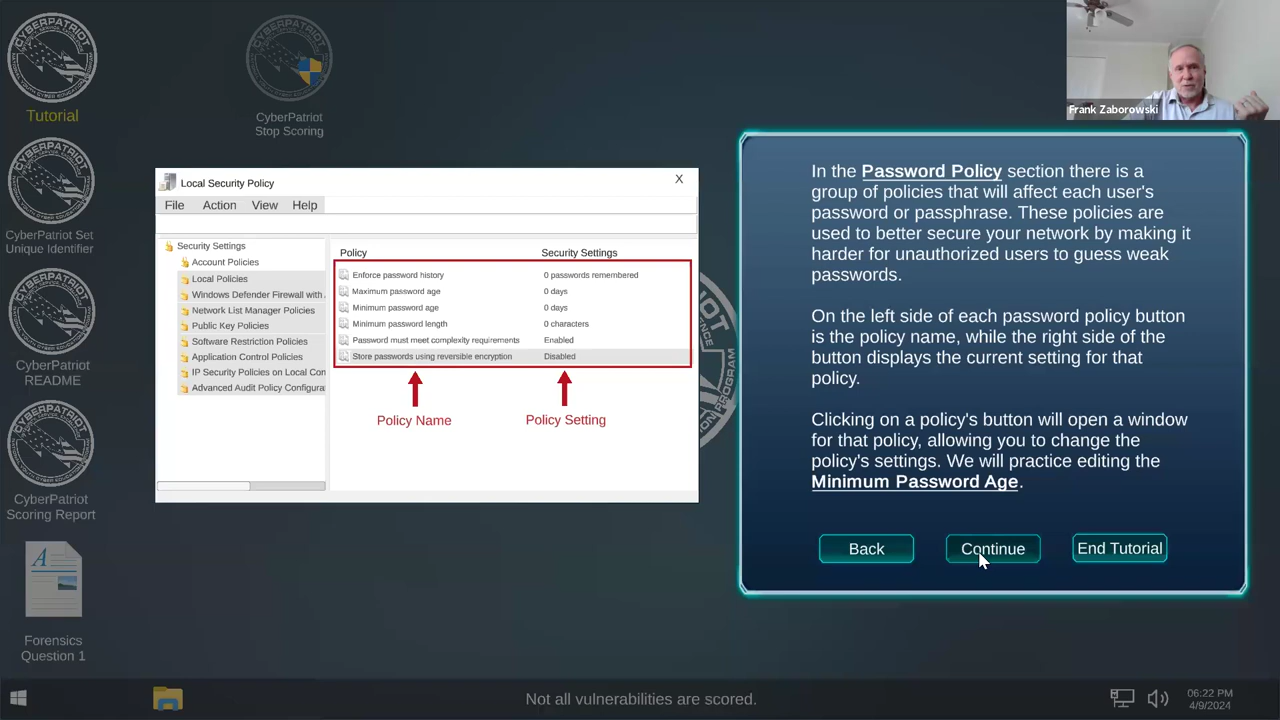 Tutorial
CyberPatriot
Stop Scoring
CyberPatriot Set
Unique Identifier
CyberPatriot
README
CyberPatriot
Scoring Report
Forensics
Question 1
Frank Zaborowski
Local Security Policy
X
File Action View Help
Security Settings
Account Policies
Local Policies
Windows Defender Firewall with
Network List Manager Policies
Public Key Policies
Software Restriction Policies
Application Control Policies
IP Security Policies on Local Con
Advanced Audit Policy Configura
Policy Security Settings
Enforce password history 0 passwords remembered
Maximum password age 0 days
Minimum password age 0 days
Minimum password length 0 characters
Password must meet complexity requirements Enabled
Store passwords using reversible encryption Disabled
Policy Name
Policy Setting
In the Password Policy section there is a
group of policies that will affect each user's
password or passphrase. These policies are
used to better secure your network by making it
harder for unauthorized users to guess weak
passwords.
On the left side of each password policy button
is the policy name, while the right side of the
button displays the current setting for that
policy.
Clicking on a policy's button will open a window
for that policy, allowing you to change the
policy's settings. We will practice editing the
Minimum Password Age.
Back
Continue
End Tutorial
Not all vulnerabilities are scored.
06:22 PM
4/9/2024